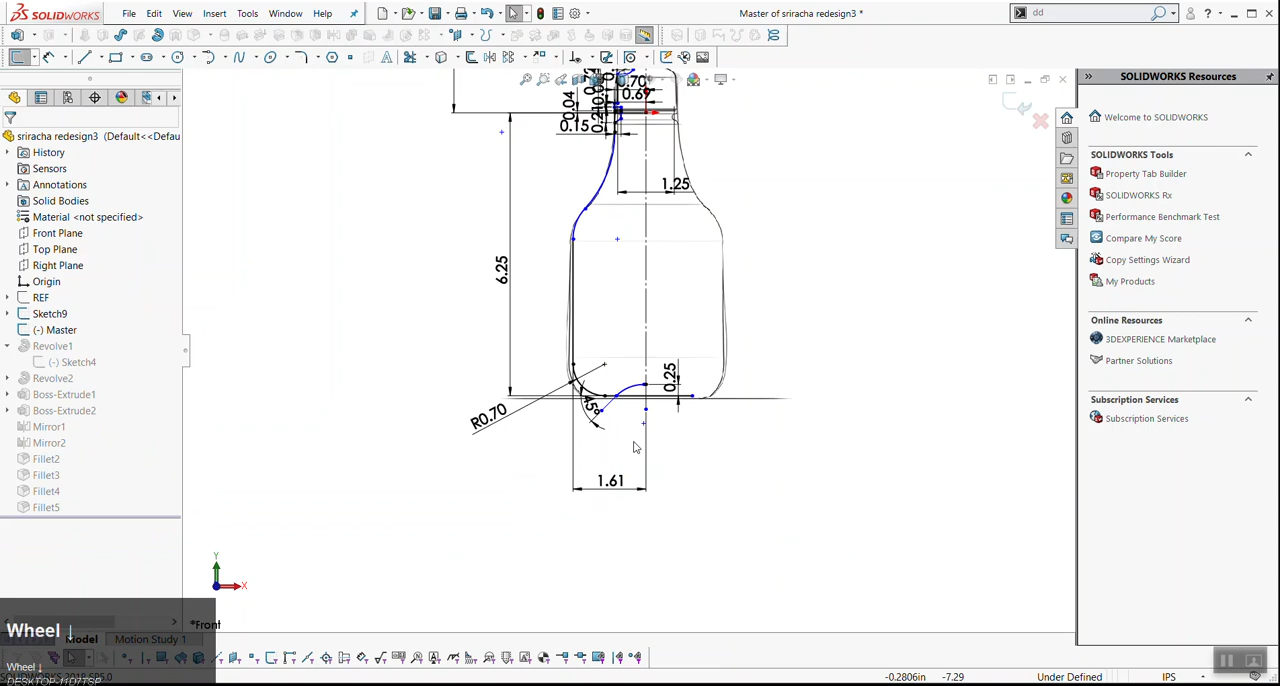 SOLIDWORKS
File Edit View Insert Tools Window Help
Master of sriracha redesign3 *
dd
SOLIDWORKS Resources
sriracha redesign3 (Default<<Defau
History
Sensors
Annotations
Solid Bodies
Material <not specified>
Front Plane
Top Plane
Right Plane
Origin
REF
Sketch9
(-) Master
Revolve1
(-) Sketch4
Revolve2
Boss-Extrude1
Boss-Extrude2
Mirror1
Mirror2
Fillet2
Fillet3
Fillet4
Fillet5
0.70
0.69
0.04
0.15
1.25
6.25
0.25
45°
R0.70
1.61
Y
X
*Front
Welcome to SOLIDWORKS
SOLIDWORKS Tools
Property Tab Builder
SOLIDWORKS Rx
Performance Benchmark Test
Compare My Score
Copy Settings Wizard
My Products
Online Resources
3DEXPERIENCE Marketplace
Partner Solutions
Subscription Services
Subscription Services
Wheel ↓
Wheel ↓
DESKTOP-11D7TSP
Model
Motion Study 1
-0.2806in
-7.29
Under Defined
IPS